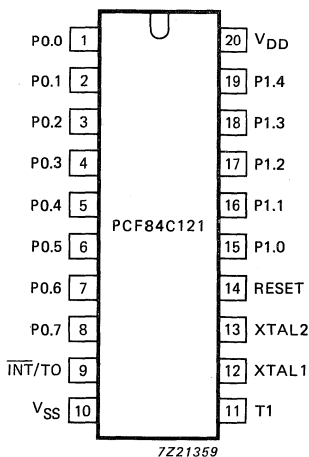 P0.0 1 20 VDD
P0.1 2 19 P1.4
P0.2 3 18 P1.3
P0.3 4 17 P1.2
P0.4 5 16 P1.1
PCF84C121
P0.5 6 15 P1.0
P0.6 7 14 RESET
P0.7 8 13 XTAL2
INT/TO 9 12 XTAL1
VSS 10 11 T1
7Z21359